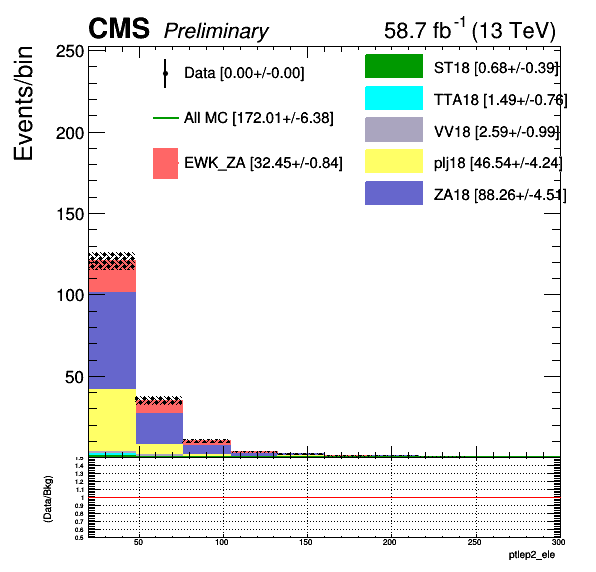 CMS Preliminary 58.7 fb⁻¹ (13 TeV)
Events/bin
250
200
150
100
50
Data [0.00+/-0.00]
All MC [172.01+/-6.38]
EWK_ZA [32.45+/-0.84]
ST18 [0.68+/-0.39]
TTA18 [1.49+/-0.76]
VV18 [2.59+/-0.99]
plj18 [46.54+/-4.24]
ZA18 [88.26+/-4.51]
(Data/Bkg)
1.5
1.4
1.3
1.2
1.1
1
0.9
0.8
0.7
0.6
0.5
50 100 150 200 250 300
ptlep2_ele